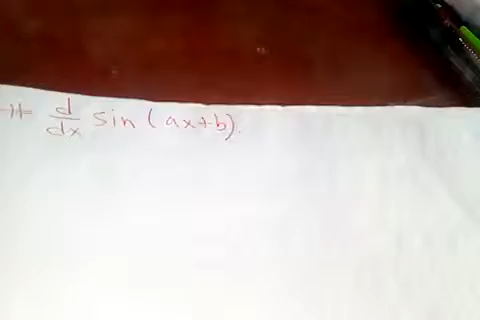 = d/dx sin (ax+b).